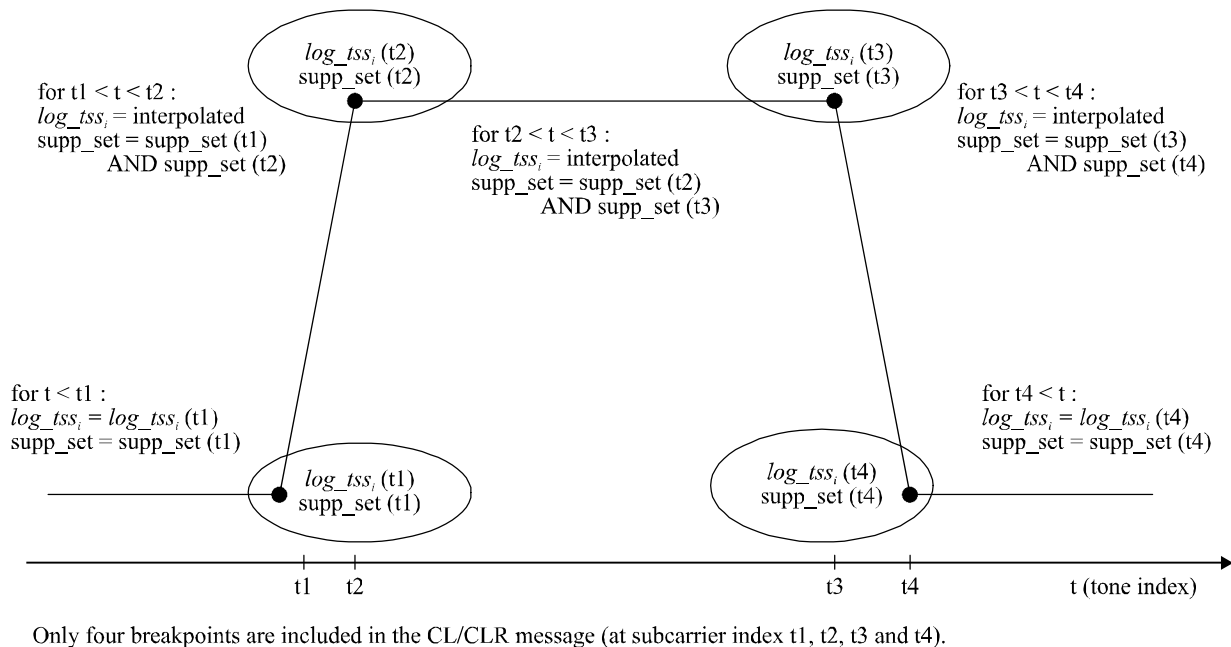 log_tss_i (t2)
supp_set (t2)
log_tss_i (t3)
supp_set (t3)
for t1 < t < t2 :
log_tss_i = interpolated
supp_set = supp_set (t1)
AND supp_set (t2)
for t2 < t < t3 :
log_tss_i = interpolated
supp_set = supp_set (t2)
AND supp_set (t3)
for t3 < t < t4 :
log_tss_i = interpolated
supp_set = supp_set (t3)
AND supp_set (t4)
for t < t1 :
log_tss_i = log_tss_i (t1)
supp_set = supp_set (t1)
for t4 < t :
log_tss_i = log_tss_i (t4)
supp_set = supp_set (t4)
log_tss_i (t1)
supp_set (t1)
log_tss_i (t4)
supp_set (t4)
t1 t2 t3 t4 t (tone index)
Only four breakpoints are included in the CL/CLR message (at subcarrier index t1, t2, t3 and t4).